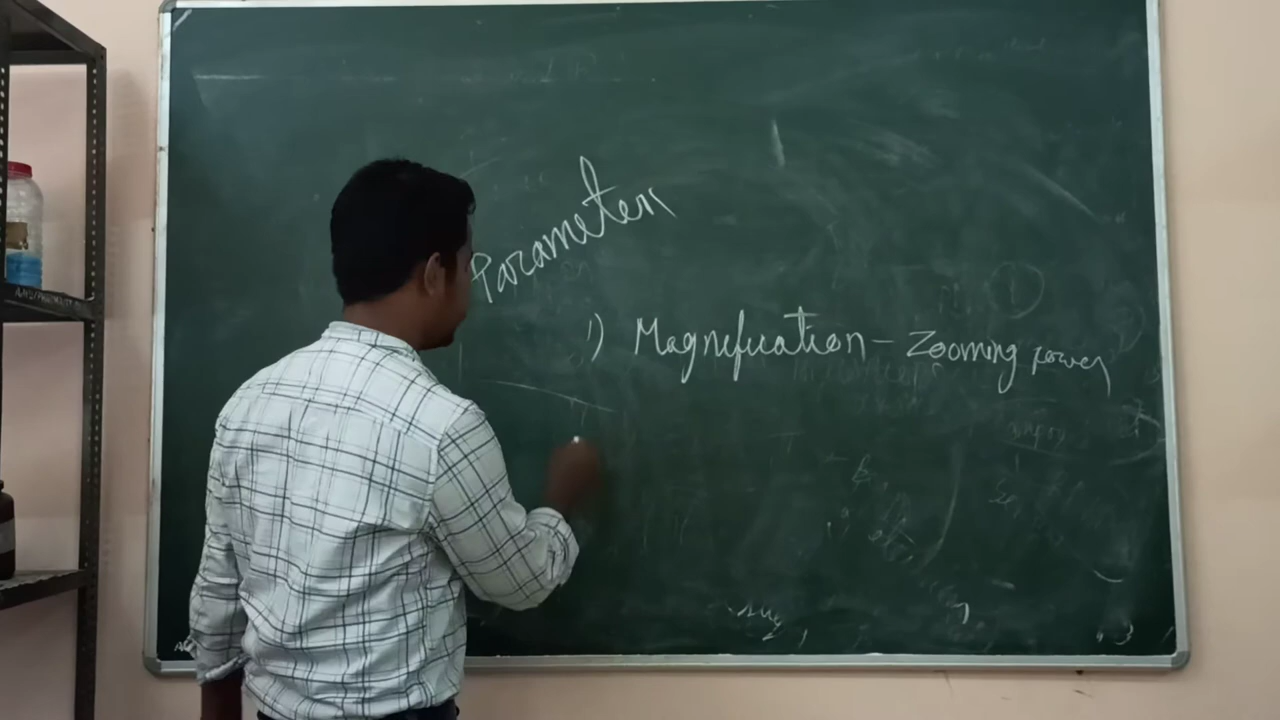 Parameters
1) Magnification – Zooming power